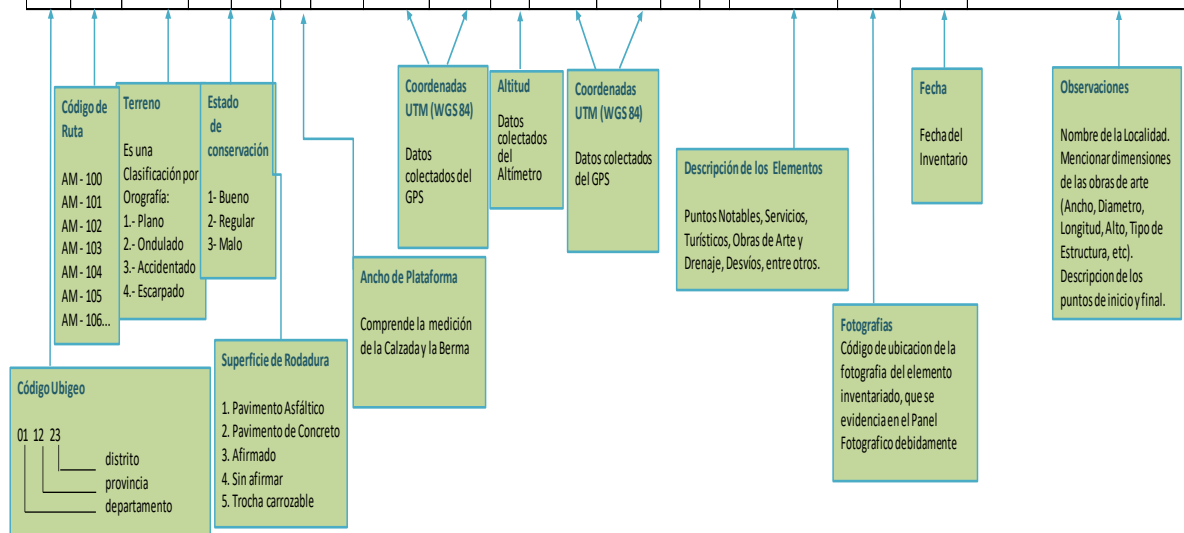 Código de
Ruta
AM - 100
AM - 101
AM - 102
AM - 103
AM - 104
AM - 105
AM - 106...
Terreno
Es una
Clasificación por
Orografía:
1.- Plano
2.- Ondulado
3.- Accidentado
4.- Escarpado
Estado
de
conservación
1- Bueno
2- Regular
3- Malo
Coordenadas
UTM (WGS 84)
Datos
colectados del
GPS
Altitud
Datos
colectados
del
Altímetro
Coordenadas
UTM (WGS 84)
Datos colectados
del GPS
Descripción de los Elementos
Puntos Notables, Servicios,
Turísticos, Obras de Arte y
Drenaje, Desvíos, entre otros.
Fecha
Fecha del
Inventario
Observaciones
Nombre de la Localidad.
Mencionar dimensiones
de las obras de arte
(Ancho, Diametro,
Longitud, Alto, Tipo de
Estructura, etc).
Descripcion de los
puntos de inicio y final.
Ancho de Plataforma
Comprende la medición
de la Calzada y la Berma
Fotografias
Código de ubicacion de la
fotografia del elemento
inventariado, que se
evidencia en el Panel
Fotografico debidamente
Superficie de Rodadura
1. Pavimento Asfáltico
2. Pavimento de Concreto
3. Afirmado
4. Sin afirmar
5. Trocha carrozable
Código Ubigeo
01 12 23
distrito
provincia
departamento